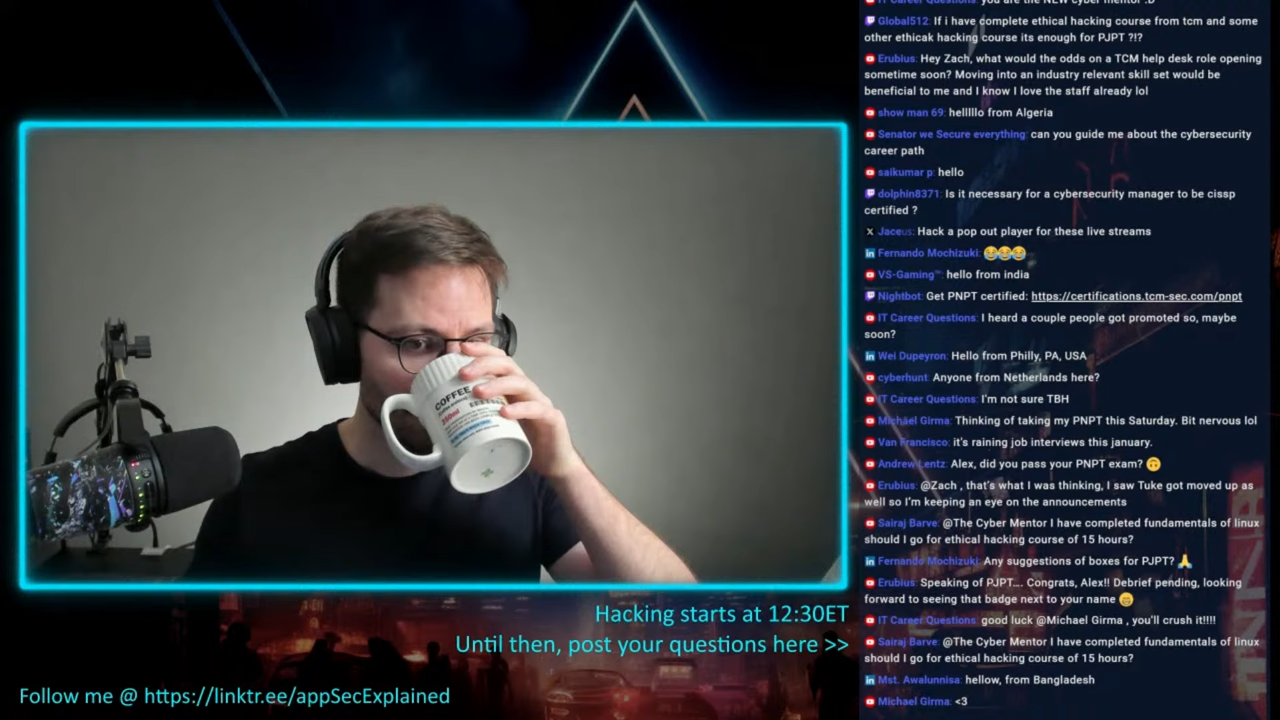 IT Career Questions: you are the NEW cyber mentor :D
Global512: If i have complete ethical hacking course from tcm and some
other ethicak hacking course its enough for PJPT ?!?
Erubius: Hey Zach, what would the odds on a TCM help desk role opening
sometime soon? Moving into an industry relevant skill set would be
beneficial to me and I know I love the staff already lol
show man 69: helllllo from Algeria
Senator we Secure everything: can you guide me about the cybersecurity
career path
saikumar p: hello
dolphin8371: Is it necessary for a cybersecurity manager to be cissp
certified ?
Jaceus: Hack a pop out player for these live streams
Fernando Mochizuki: 😂😂😂
VS-Gaming™: hello from india
Nightbot: Get PNPT certified: https://certifications.tcm-sec.com/pnpt
IT Career Questions: I heard a couple people got promoted so, maybe
soon?
Wei Dupeyron: Hello from Philly, PA, USA
cyberhunt: Anyone from Netherlands here?
IT Career Questions: I'm not sure TBH
Michael Girma: Thinking of taking my PNPT this Saturday. Bit nervous lol
Van Francisco: it's raining job interviews this january.
Andrew Lentz: Alex, did you pass your PNPT exam? 🙃
Erubius: @Zach , that's what I was thinking, I saw Tuke got moved up as
well so I'm keeping an eye on the announcements
Sairaj Barve: @The Cyber Mentor I have completed fundamentals of linux
should I go for ethical hacking course of 15 hours?
Fernando Mochizuki: Any suggestions of boxes for PJPT? 🙏
Erubius: Speaking of PJPT.... Congrats, Alex!! Debrief pending, looking
forward to seeing that badge next to your name 😁
IT Career Questions: good luck @Michael Girma , you'll crush it!!!!
Sairaj Barve: @The Cyber Mentor I have completed fundamentals of linux
should I go for ethical hacking course of 15 hours?
Mst. Awalunnisa: hellow, from Bangladesh
Michael Girma: <3
COFFEE
350ml
Hacking starts at 12:30ET
Until then, post your questions here >>
Follow me @ https://linktr.ee/appSecExplained